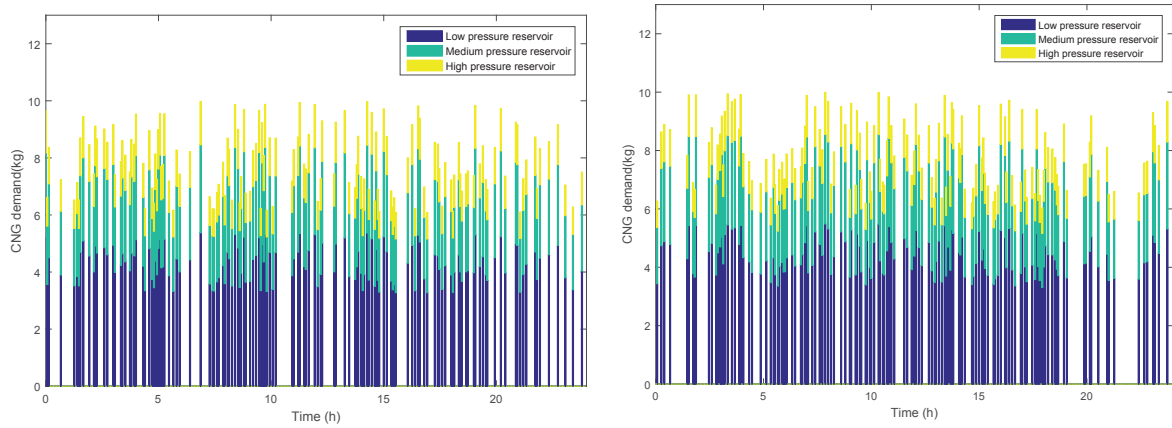 CNG demand(kg)
12
10
8
6
4
2
0
0
5
10
15
20
Time (h)
Low pressure reservoir
Medium pressure reservoir
High pressure reservoir
CNG demand(kg)
12
10
8
6
4
2
0
0
5
10
15
20
Time (h)
Low pressure reservoir
Medium pressure reservoir
High pressure reservoir